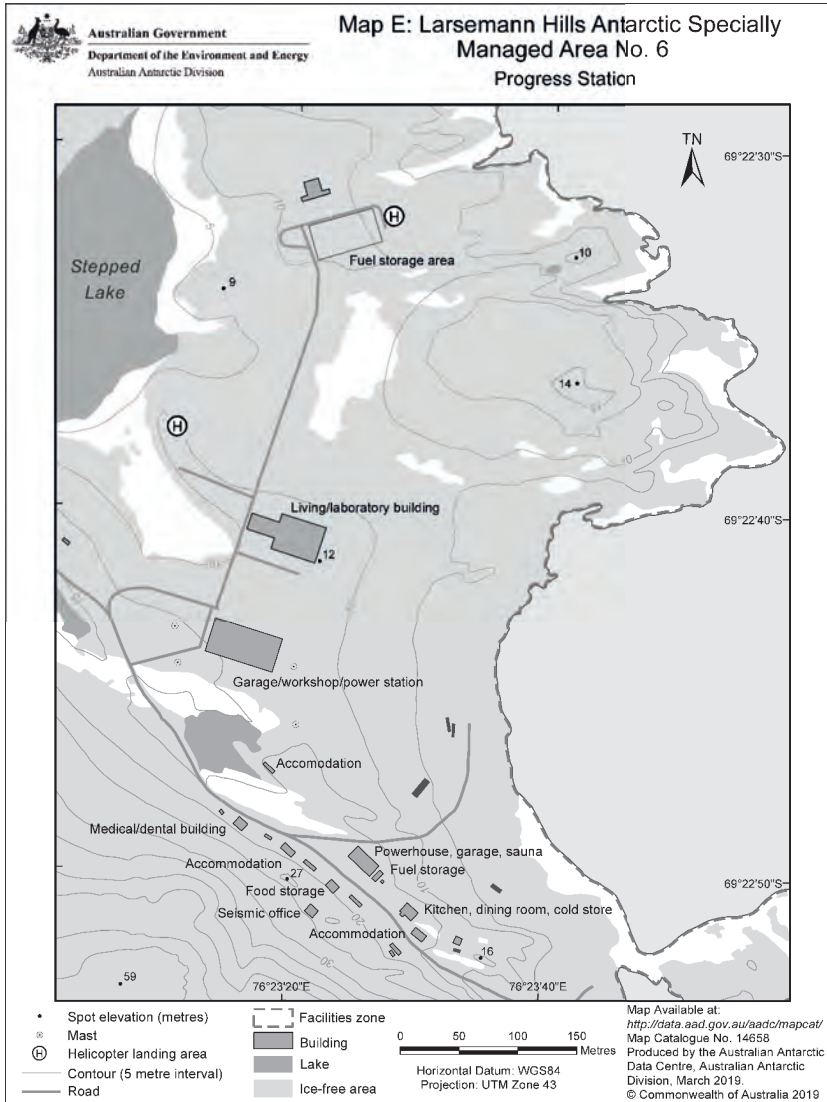 Australian Government
Department of the Environment and Energy
Australian Antarctic Division
Map E: Larsemann Hills Antarctic Specially
Managed Area No. 6
Progress Station
TN
69°22'30"S
H
10
5
10
Fuel storage area
Stepped
Lake
9
14
H
Living/laboratory building
69°22'40"S
12
10
Garage/workshop/power station
Accomodation
Medical/dental building
Powerhouse, garage, sauna
Accommodation
Fuel storage
27
10
69°22'50"S
Food storage
Seismic office
20
Kitchen, dining room, cold store
Accommodation
16
30
59
76°23'20"E
76°23'40"E
Spot elevation (metres)
Mast
H Helicopter landing area
Contour (5 metre interval)
Road
Facilities zone
Building
Lake
Ice-free area
0 50 100 150
Metres
Horizontal Datum: WGS84
Projection: UTM Zone 43
Map Available at:
http://data.aad.gov.au/aadc/mapcat/
Map Catalogue No. 14658
Produced by the Australian Antarctic
Data Centre, Australian Antarctic
Division, March 2019.
© Commonwealth of Australia 2019